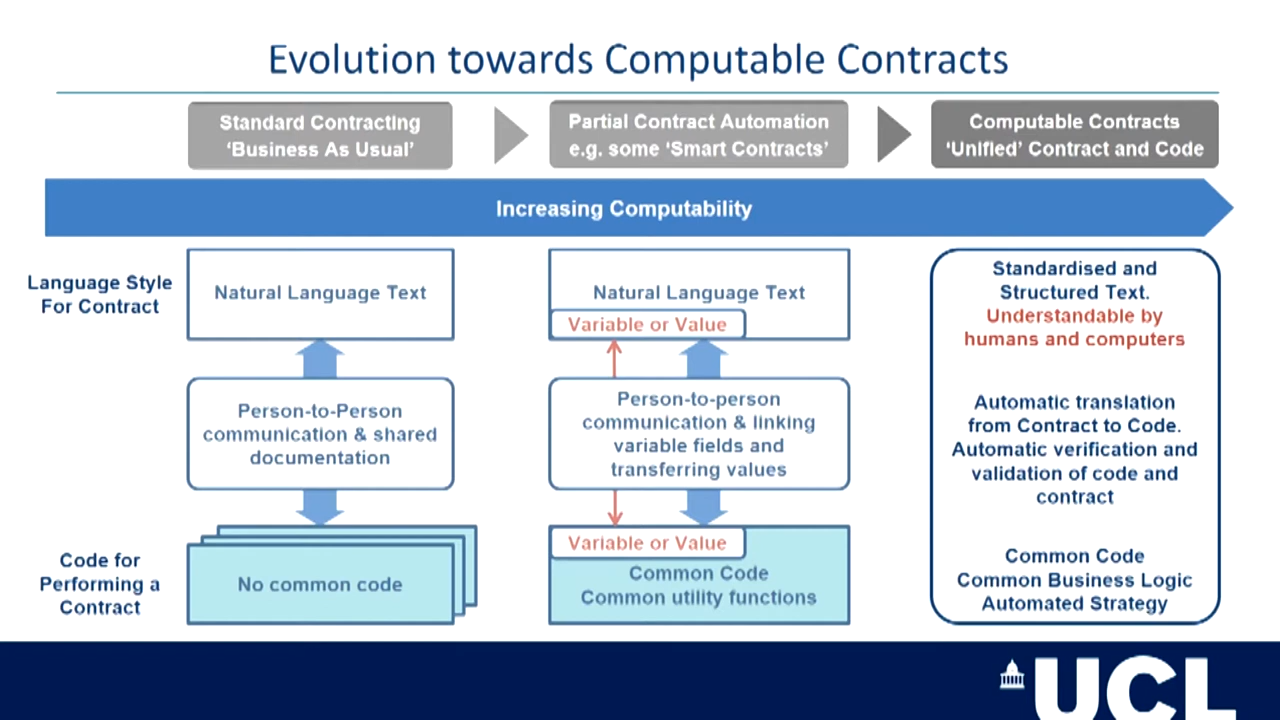 Evolution towards Computable Contracts
Standard Contracting
‘Business As Usual’
Partial Contract Automation
e.g. some ‘Smart Contracts’
Computable Contracts
‘Unified’ Contract and Code
Increasing Computability
Language Style
For Contract
Natural Language Text
Natural Language Text
Variable or Value
Standardised and
Structured Text.
Understandable by
humans and computers
Person-to-Person
communication & shared
documentation
Person-to-person
communication & linking
variable fields and
transferring values
Automatic translation
from Contract to Code.
Automatic verification and
validation of code and
contract
Code for
Performing a
Contract
No common code
Variable or Value
Common Code
Common utility functions
Common Code
Common Business Logic
Automated Strategy
UCL